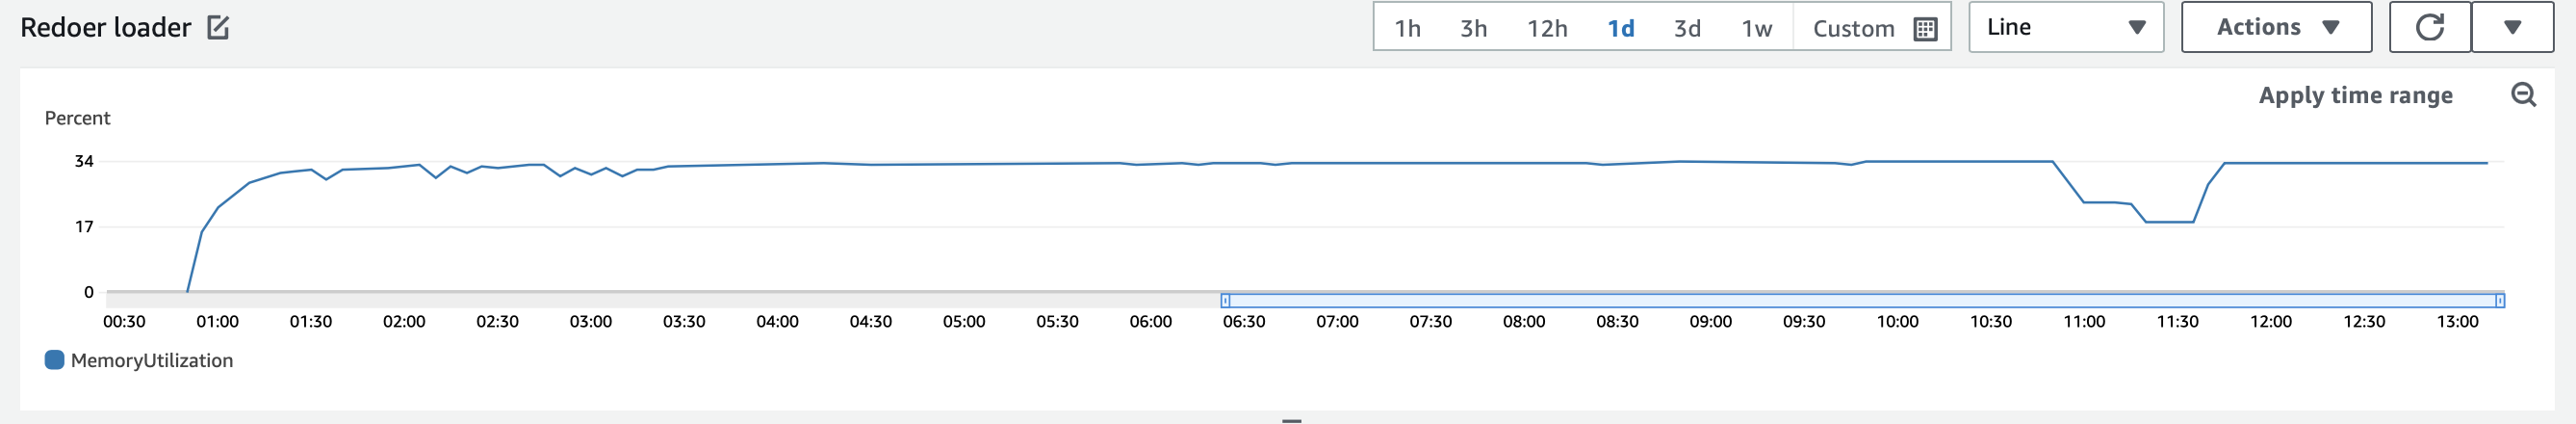 Redoer loader
1h 3h 12h 1d 3d 1w Custom Line Actions
Apply time range
Percent
34
17
0
00:30 01:00 01:30 02:00 02:30 03:00 03:30 04:00 04:30 05:00 05:30 06:00 06:30 07:00 07:30 08:00 08:30 09:00 09:30 10:00 10:30 11:00 11:30 12:00 12:30 13:00
MemoryUtilization